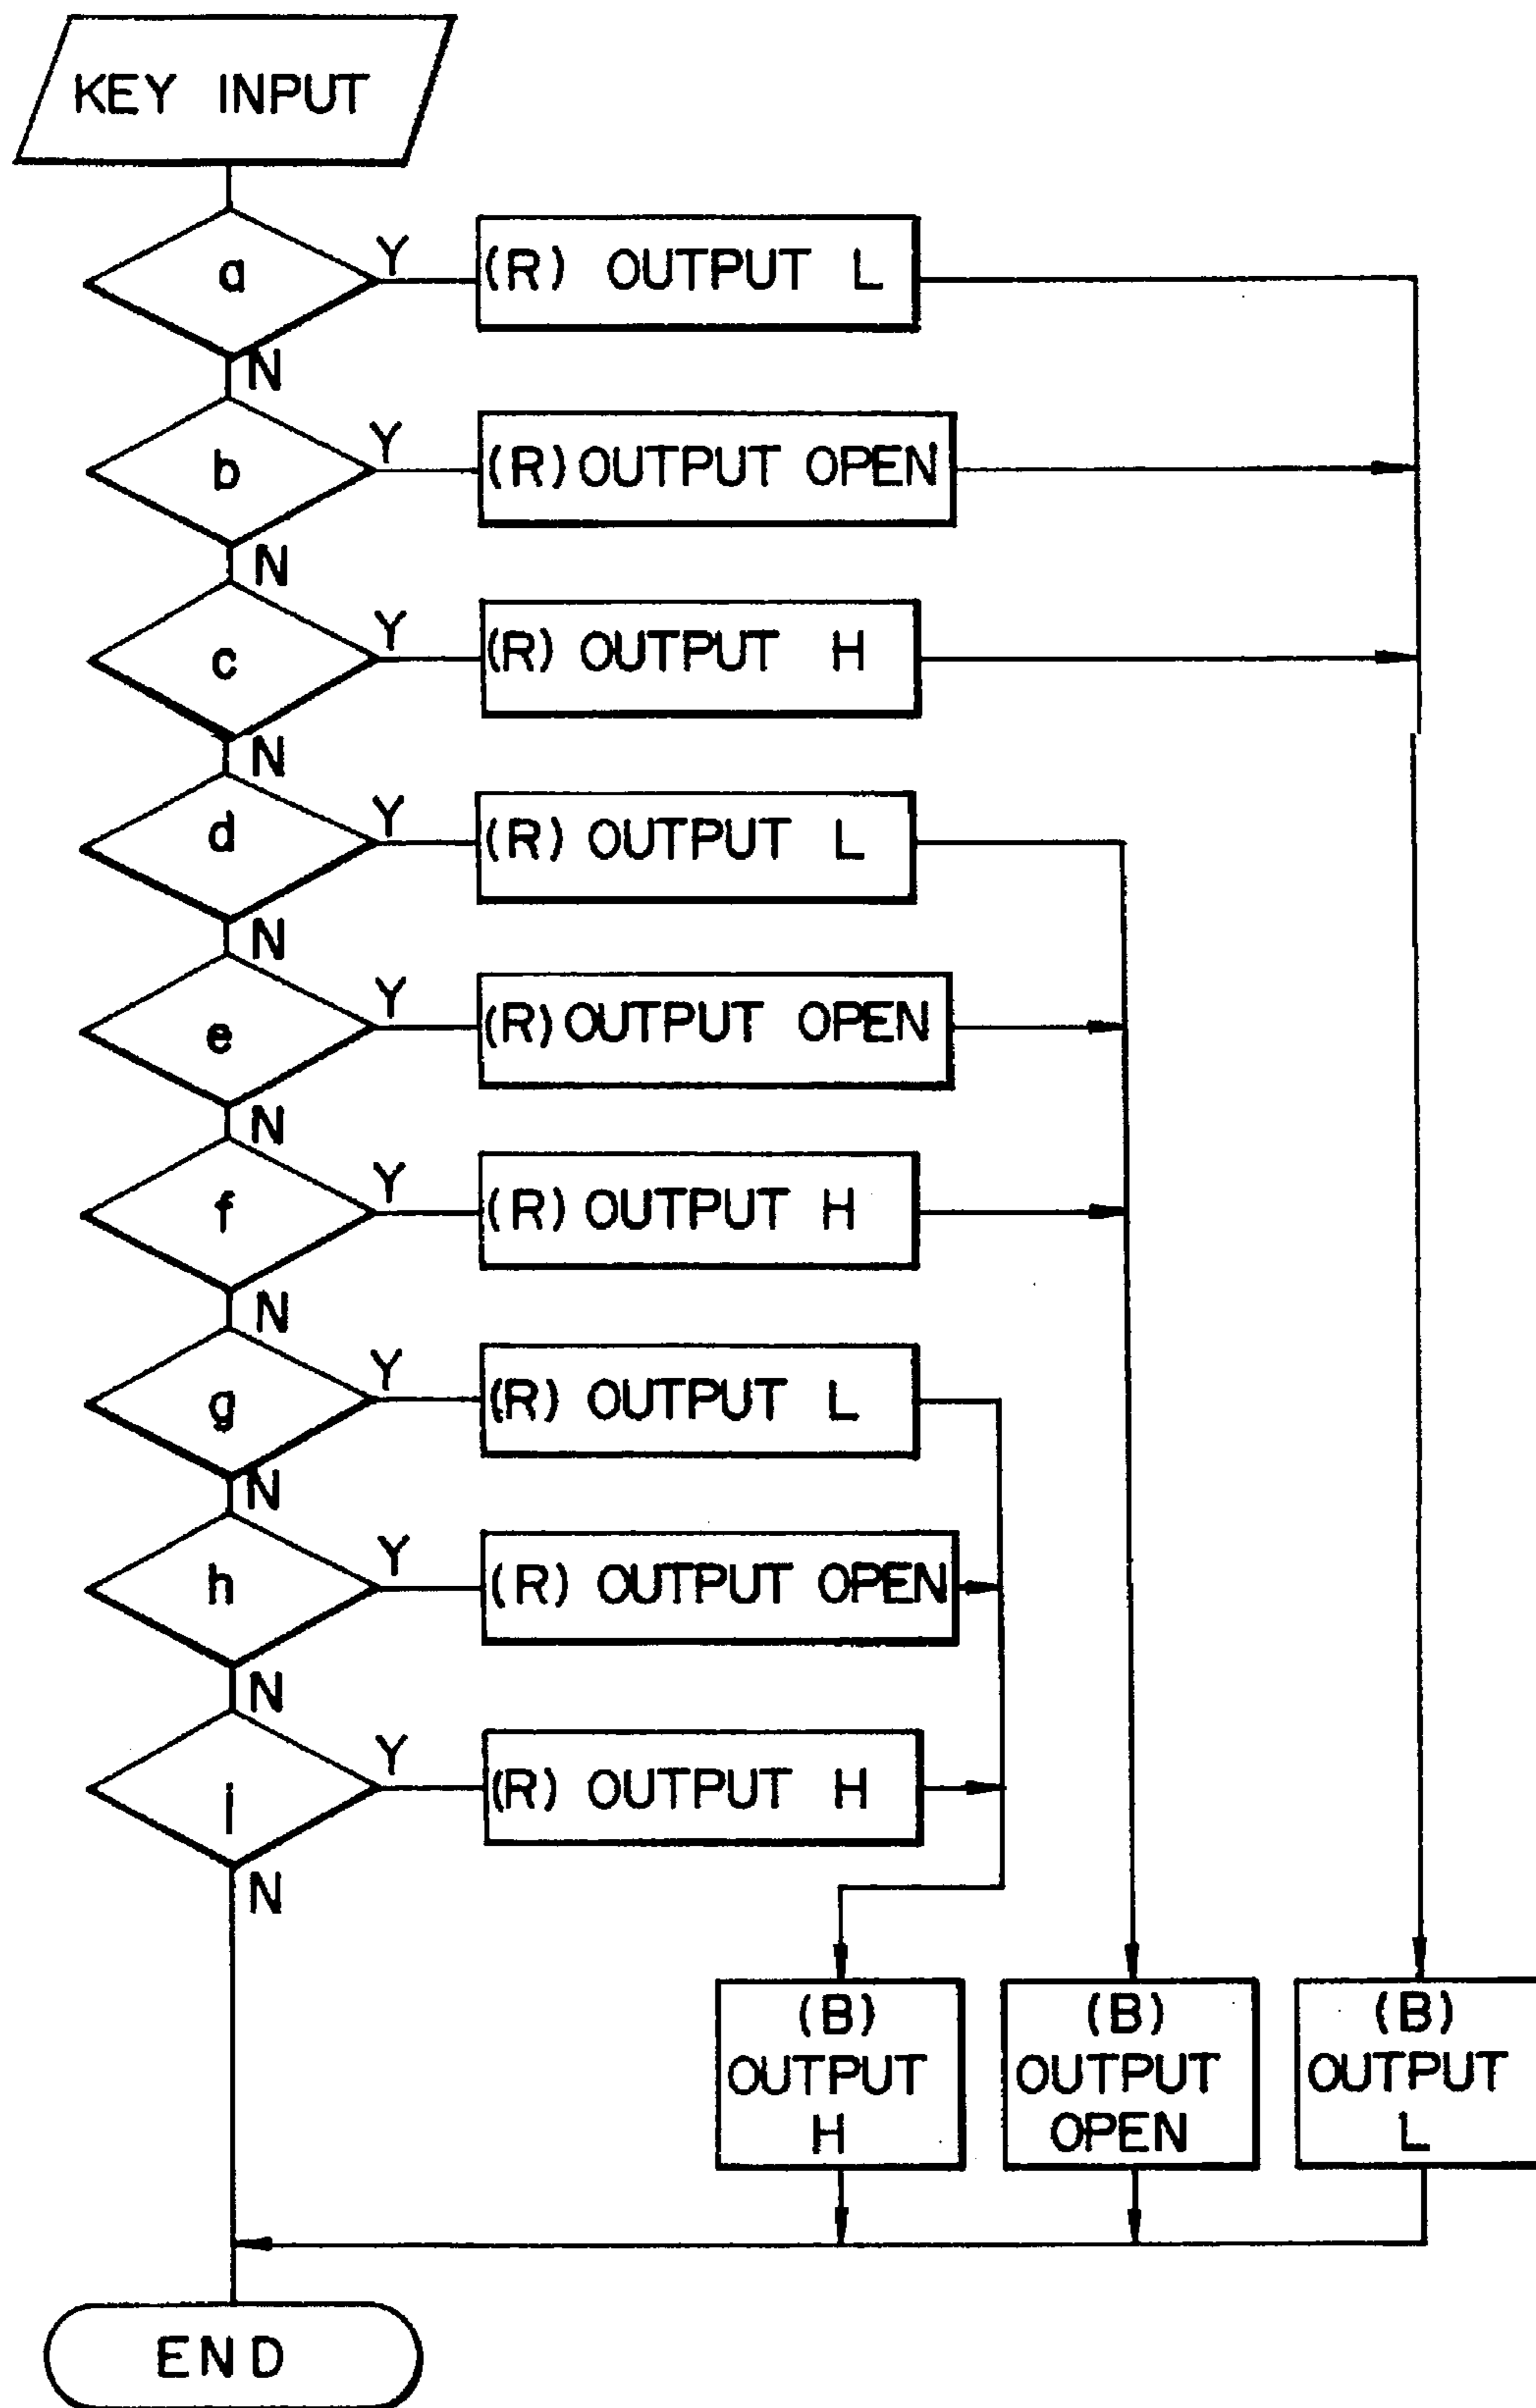 KEY INPUT
a
Y
(R) OUTPUT L
N
b
Y
(R) OUTPUT OPEN
N
c
Y
(R) OUTPUT H
N
d
Y
(R) OUTPUT L
N
e
Y
(R) OUTPUT OPEN
N
f
Y
(R) OUTPUT H
N
g
Y
(R) OUTPUT L
N
h
Y
(R) OUTPUT OPEN
N
i
Y
(R) OUTPUT H
N
(B)
OUTPUT
H
(B)
OUTPUT
OPEN
(B)
OUTPUT
L
END